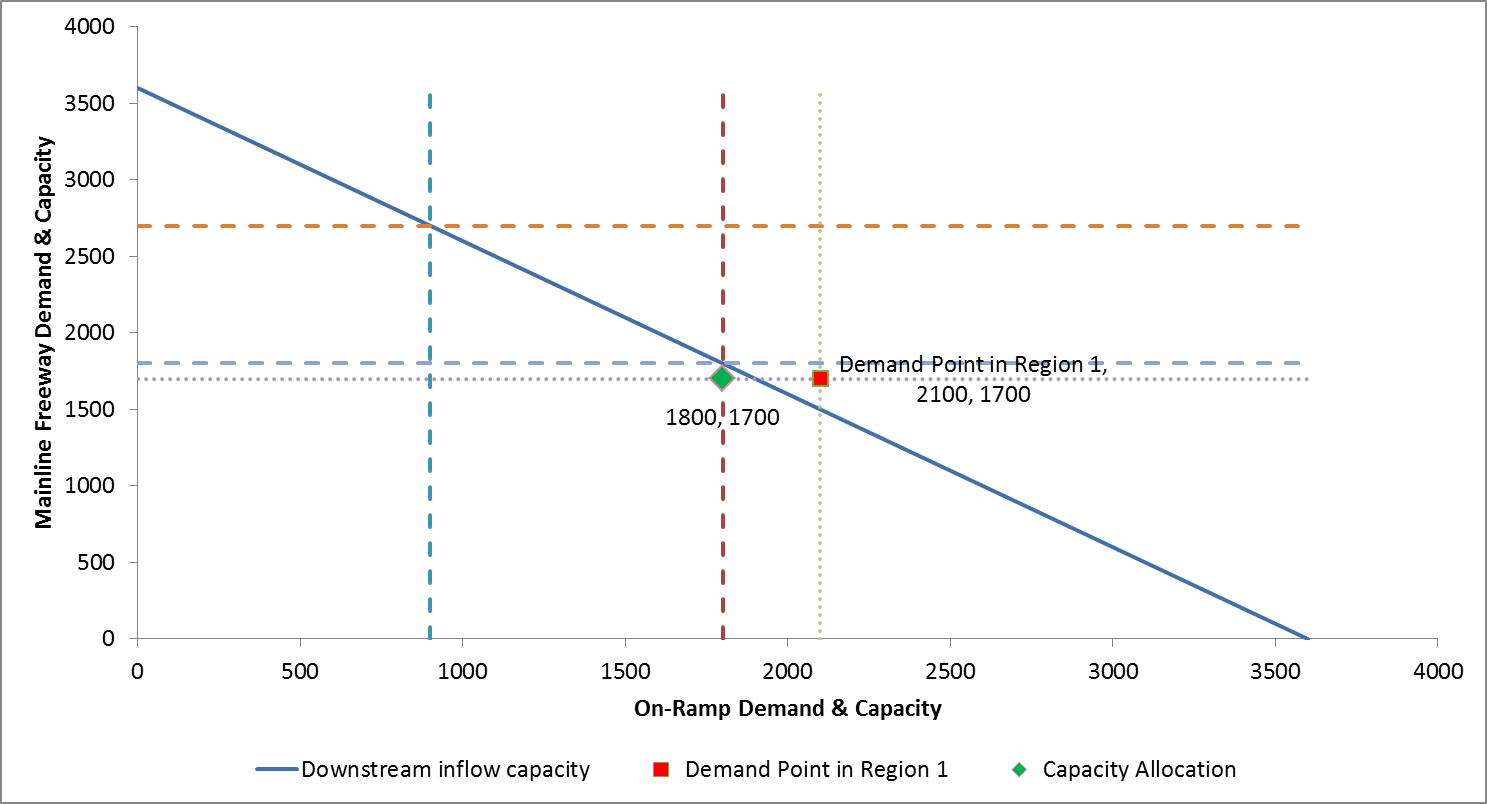 4000
3500
3000
2500
2000
1500
1000
500
0
Mainline Freeway Demand & Capacity
Demand Point in Region 1,
2100, 1700
1800, 1700
0 500 1000 1500 2000 2500 3000 3500 4000
On-Ramp Demand & Capacity
Downstream inflow capacity Demand Point in Region 1 Capacity Allocation